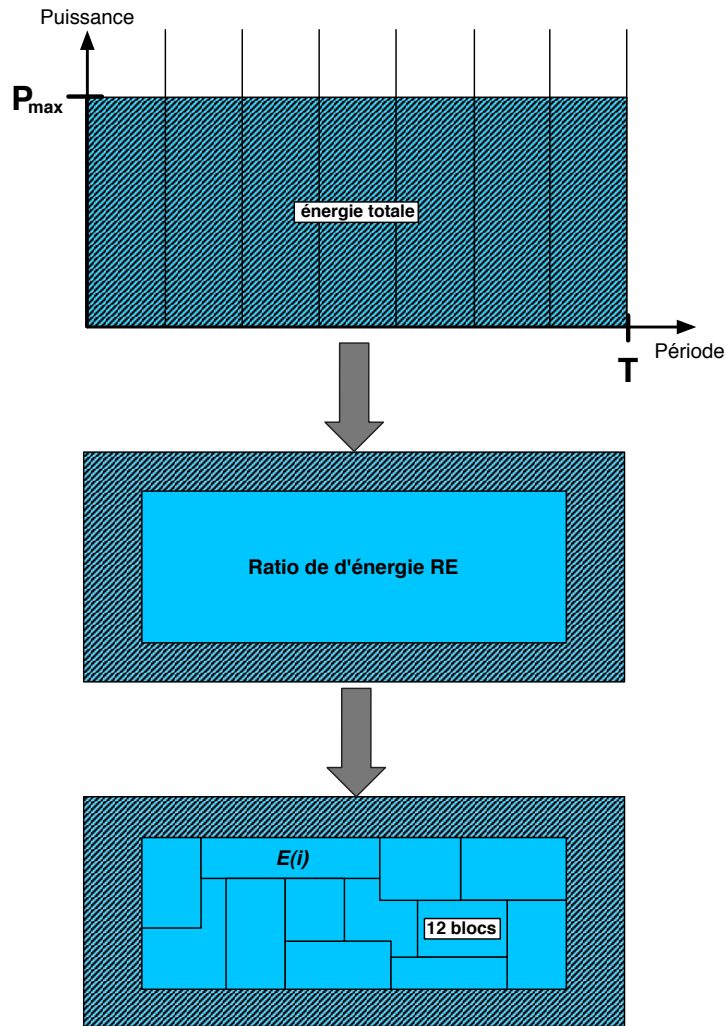 Puissance
Pmax
énergie totale
Période
T
Ratio de d'énergie RE
E(i)
12 blocs